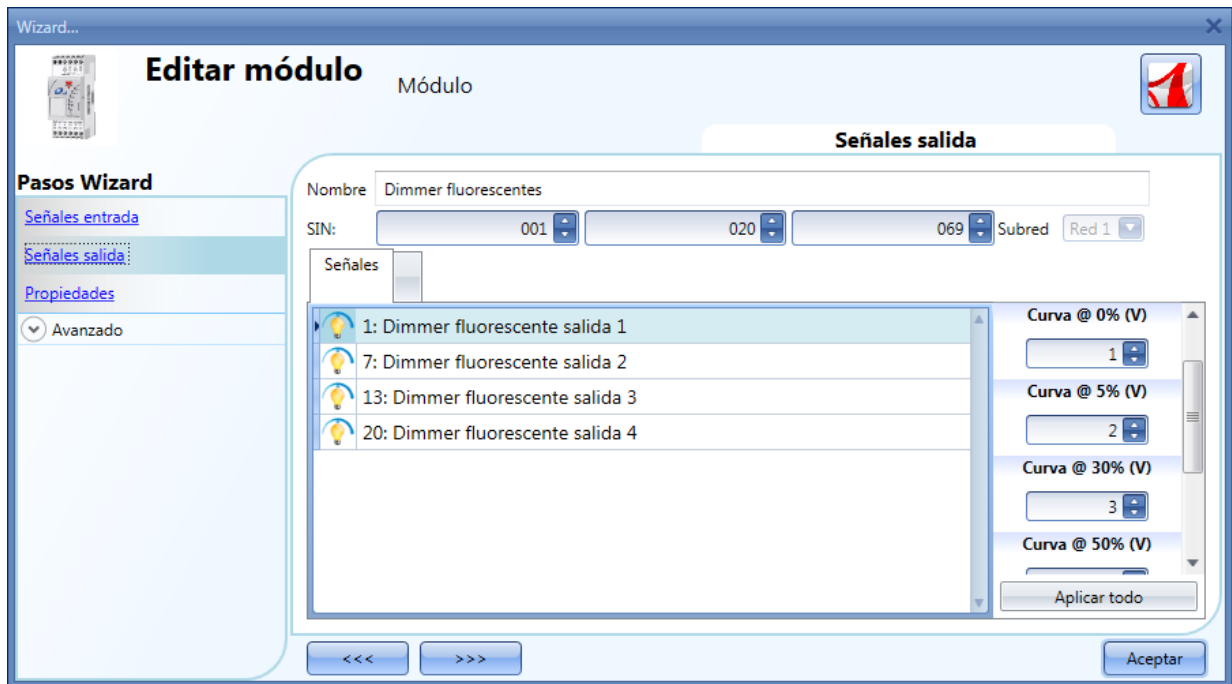 Wizard...
Editar módulo
Módulo
Señales salida
Pasos Wizard
Señales entrada
Señales salida
Propiedades
Avanzado
Nombre Dimmer fluorescentes
SIN: 001 020 069 Subred Red 1
Señales
1: Dimmer fluorescente salida 1
7: Dimmer fluorescente salida 2
13: Dimmer fluorescente salida 3
20: Dimmer fluorescente salida 4
Curva @ 0% (V)
1
Curva @ 5% (V)
2
Curva @ 30% (V)
3
Curva @ 50% (V)
Aplicar todo
<<< >>> Aceptar